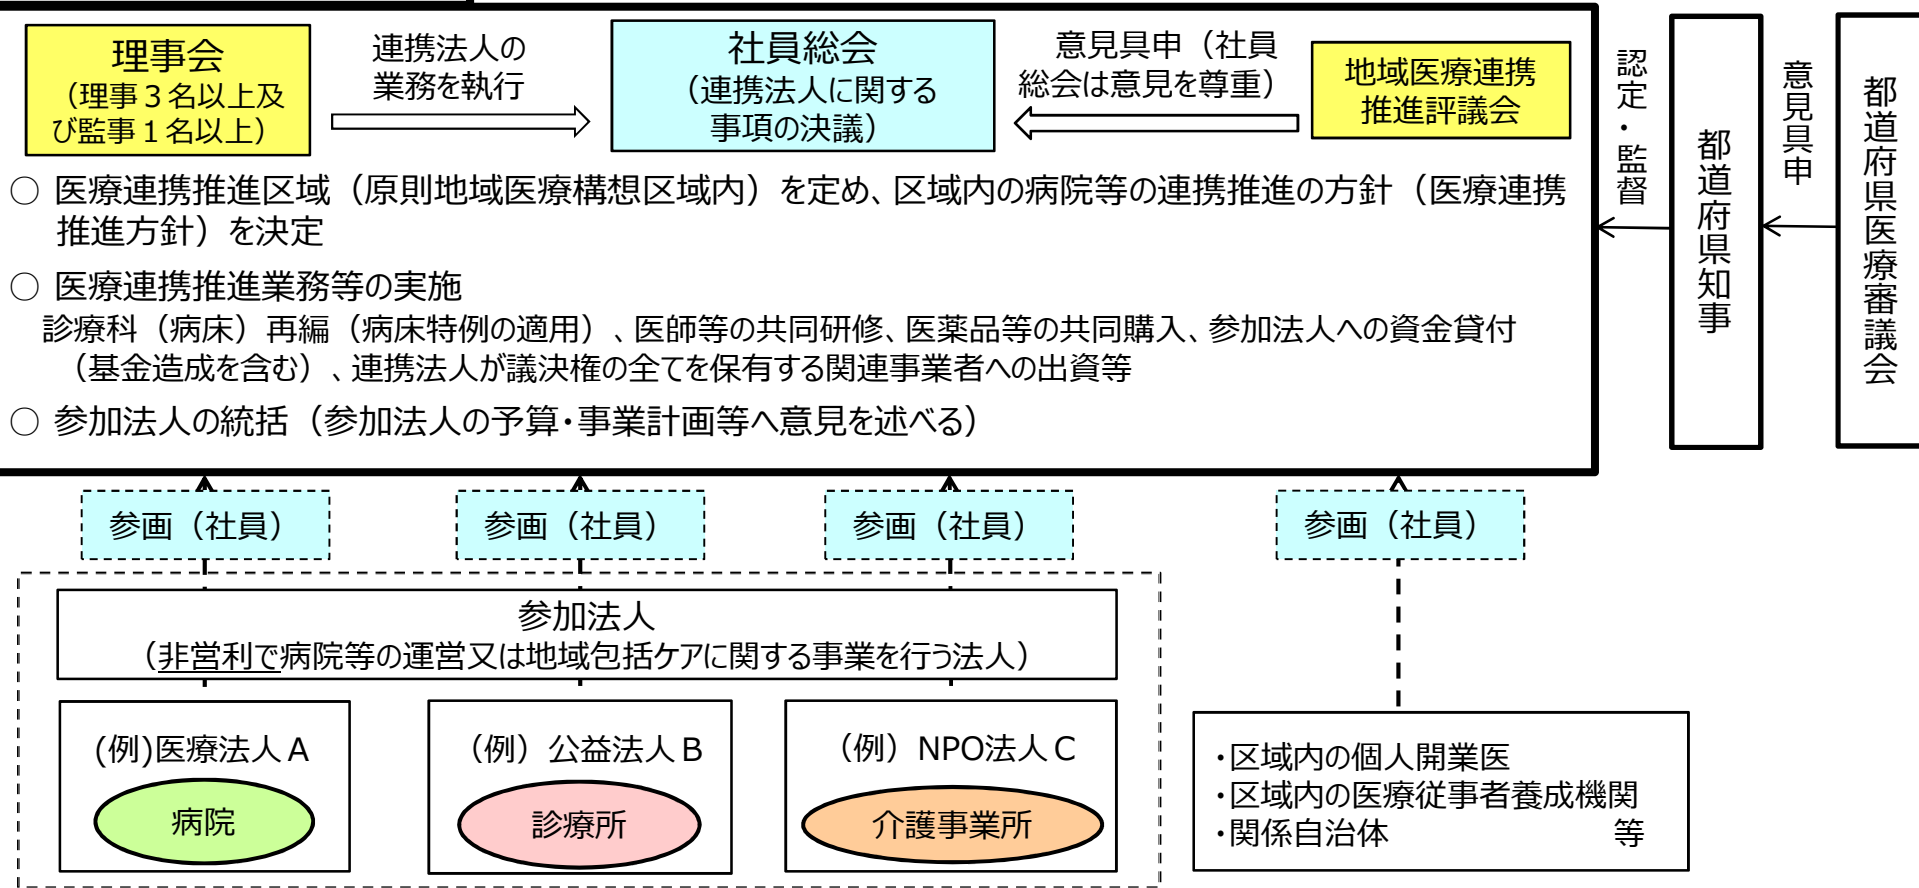 理事会
（理事３名以上及
び監事１名以上）
連携法人の
業務を執行
社員総会
（連携法人に関する
事項の決議）
意見具申（社員
総会は意見を尊重）
地域医療連携
推進評議会
認定・監督
都道府県知事
意見具申
都道府県医療審議会
○ 医療連携推進区域（原則地域医療構想区域内）を定め、区域内の病院等の連携推進の方針（医療連携
推進方針）を決定
○ 医療連携推進業務等の実施
診療科（病床）再編（病床特例の適用）、医師等の共同研修、医薬品等の共同購入、参加法人への資金貸付
（基金造成を含む）、連携法人が議決権の全てを保有する関連事業者への出資等
○ 参加法人の統括（参加法人の予算・事業計画等へ意見を述べる）
参画（社員）
参画（社員）
参画（社員）
参画（社員）
参加法人
（非営利で病院等の運営又は地域包括ケアに関する事業を行う法人）
(例)医療法人Ａ
病院
（例）公益法人Ｂ
診療所
（例）NPO法人Ｃ
介護事業所
・区域内の個人開業医
・区域内の医療従事者養成機関
・関係自治体　　　　　　　等